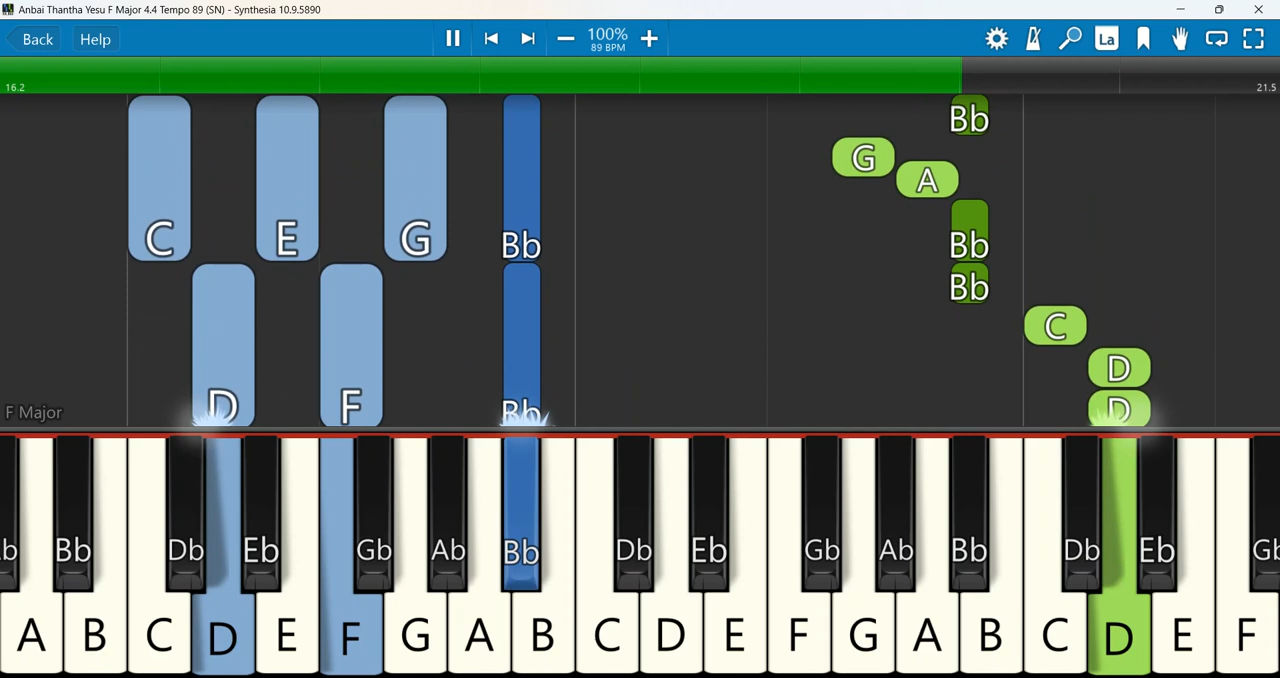 Anbai Thantha Yesu F Major 4.4 Tempo 89 (SN) - Synthesia 10.9.5890
Back Help 100% La
89 BPM
16.2 21.5
Bb
G
A
C E G Bb Bb
Bb
C
D
D F Bb D
F Major
b Bb Db Eb Gb Ab Bb Db Eb Gb Ab Bb Db Eb Gb
A B C D E F G A B C D E F G A B C D E F